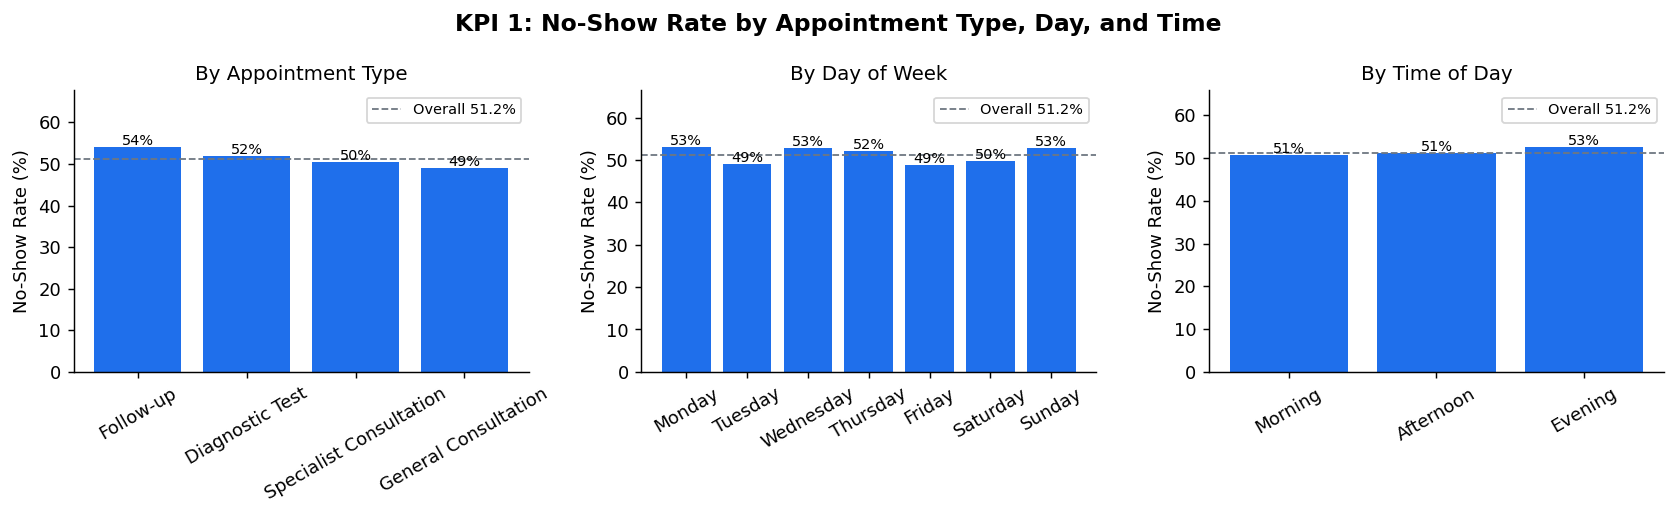 KPI 1: No-Show Rate by Appointment Type, Day, and Time
By Appointment Type
Overall 51.2%
No-Show Rate (%)
60
50
40
30
20
10
0
54%
52%
50%
49%
Follow-up
Diagnostic Test
Specialist Consultation
General Consultation
By Day of Week
Overall 51.2%
No-Show Rate (%)
60
50
40
30
20
10
0
53%
49%
53%
52%
49%
50%
53%
Monday
Tuesday
Wednesday
Thursday
Friday
Saturday
Sunday
By Time of Day
Overall 51.2%
No-Show Rate (%)
60
50
40
30
20
10
0
51%
51%
53%
Morning
Afternoon
Evening